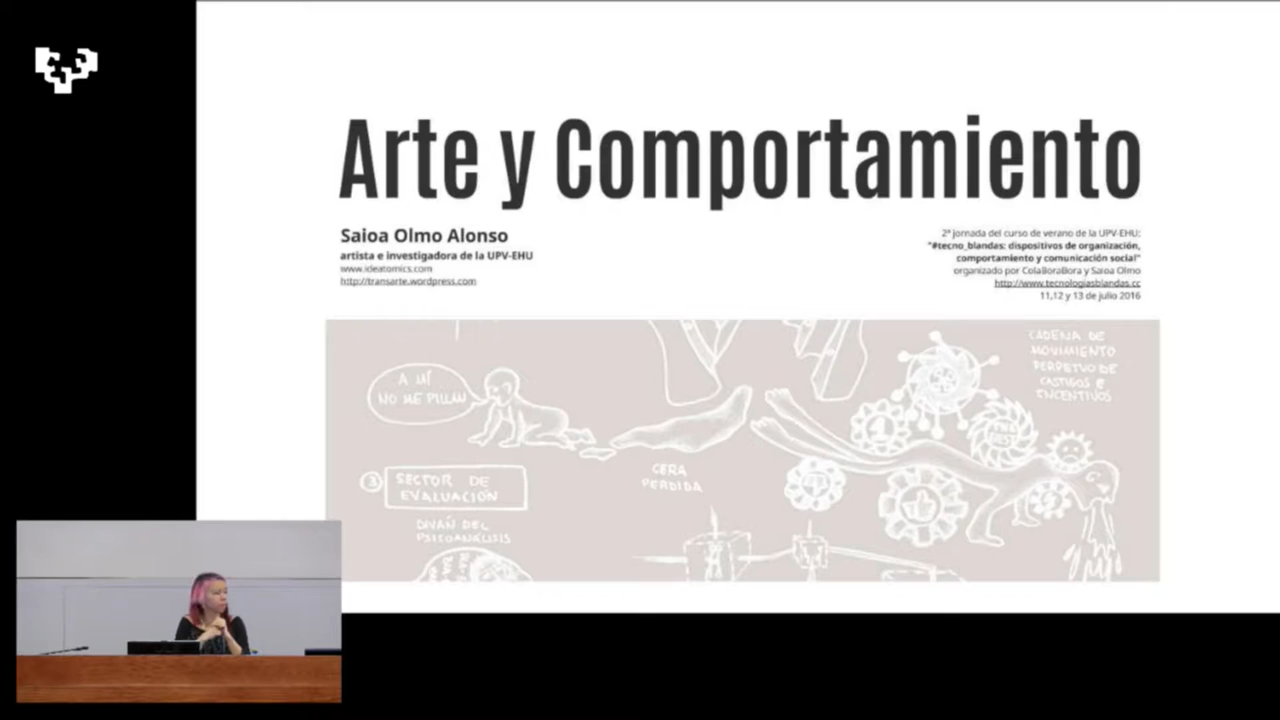 Arte y Comportamiento
Saioa Olmo Alonso
artista e investigadora de la UPV-EHU
www.ideatomics.com
http://transarte.wordpress.com
2ª jornada del curso de verano de la UPV-EHU:
"#tecno_blandas: dispositivos de organización,
comportamiento y comunicación social"
organizado por ColaBoraBora y Saioa Olmo
http://www.tecnologiasblandas.cc
11,12 y 13 de julio 2016
A MÍ
NO ME PILLAN
CADENA DE
MOVIMIENTO
PERPETUO DE
CASTIGOS E
INCENTIVOS
1
THE
BEST
3 SECTOR DE
EVALUACIÓN
CERA
PERDIDA
DIVÁN DEL
PSICOANÁLISIS